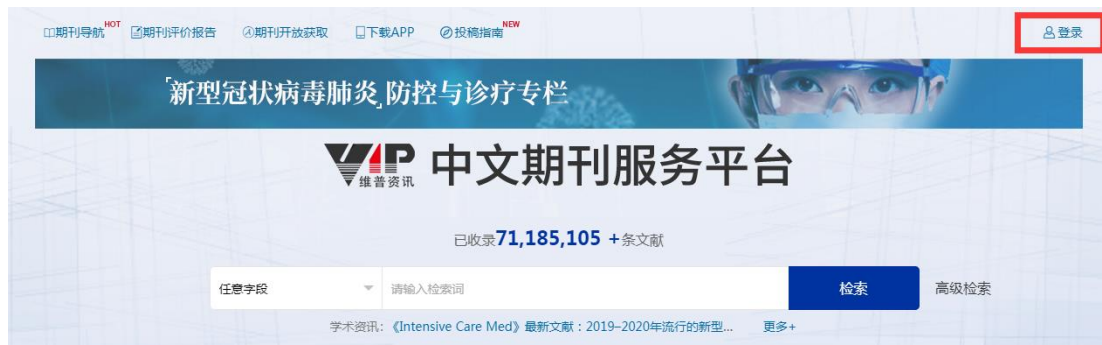 期刊导航HOT 期刊评价报告 期刊开放获取 下载APP 投稿指南NEW 登录
「新型冠状病毒肺炎」防控与诊疗专栏
VIP 维普资讯 中文期刊服务平台
已收录71,185,105 +条文献
任意字段 请输入检索词 检索 高级检索
学术资讯: 《Intensive Care Med》最新文献：2019-2020年流行的新型... 更多+